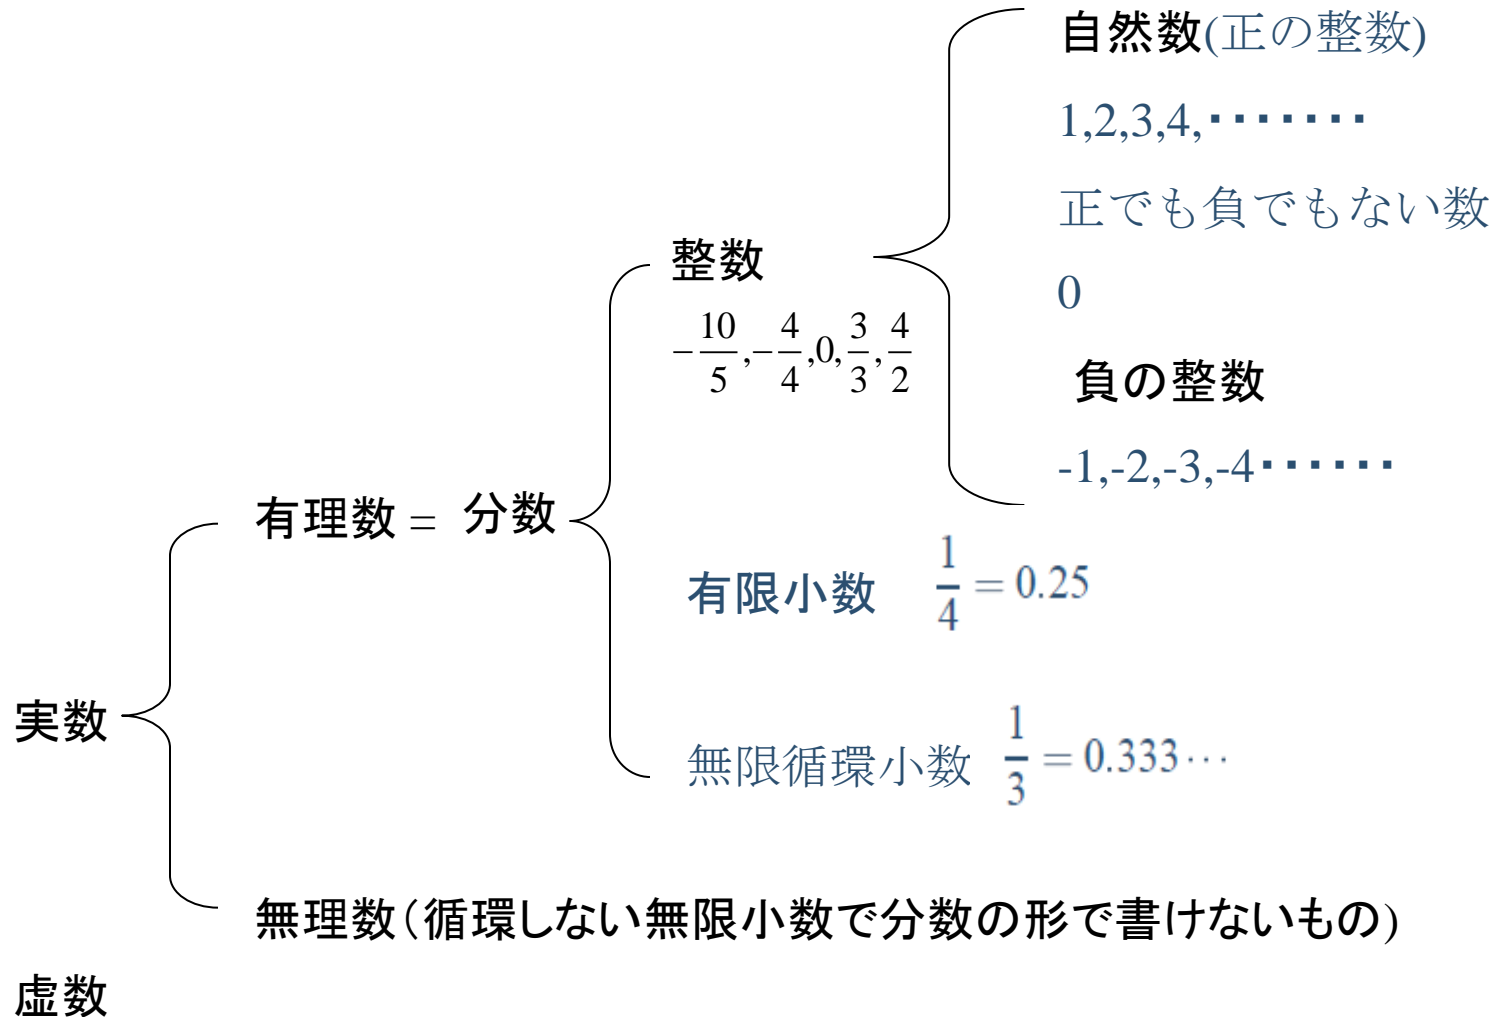 自然数(正の整数)
1,2,3,4,・・・・・・・
正でも負でもない数
0
整数
-10/5,-4/4,0,3/3,4/2
負の整数
-1,-2,-3,-4・・・・・・
有理数 = 分数
有限小数 1/4 = 0.25
実数
無限循環小数 1/3 = 0.333…
無理数（循環しない無限小数で分数の形で書けないもの)
虚数